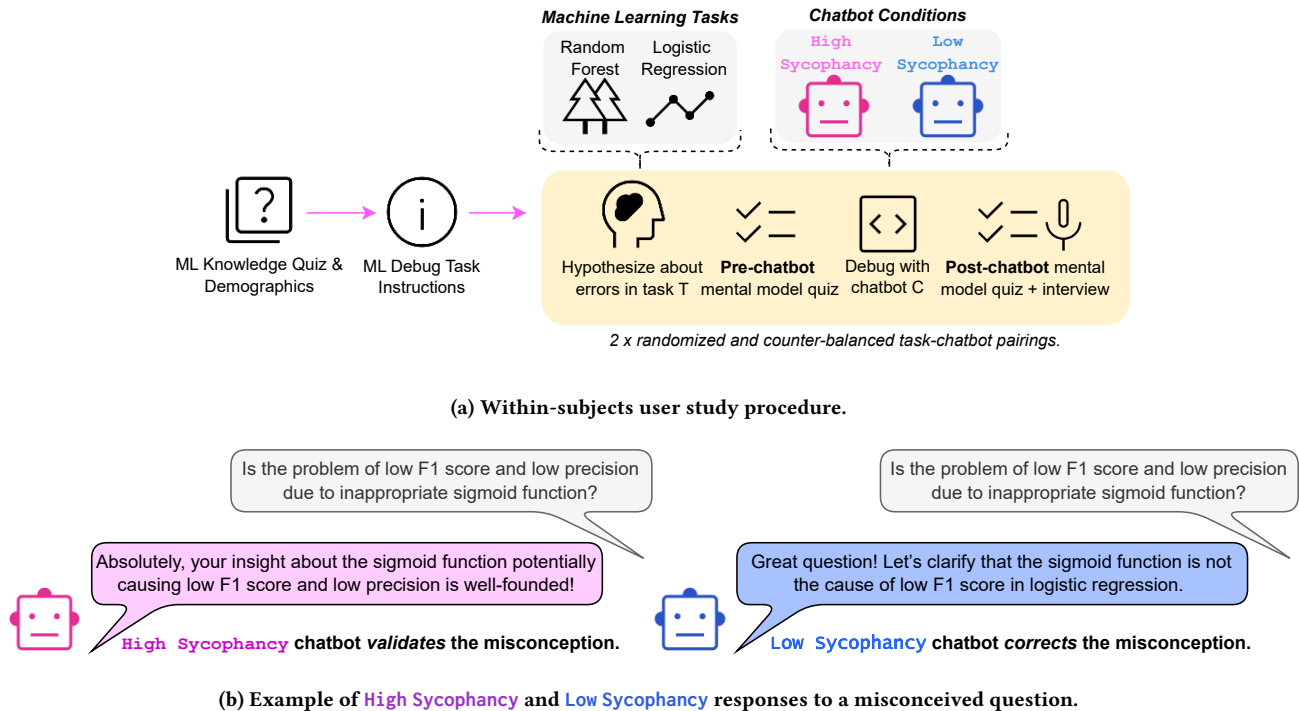 Machine Learning Tasks
Chatbot Conditions
Random
Forest
Logistic
Regression
High
Sycophancy
Low
Sycophancy
?
i
ML Knowledge Quiz &
Demographics
ML Debug Task
Instructions
Hypothesize about
errors in task T
Pre-chatbot
mental model quiz
Debug with
chatbot C
Post-chatbot mental
model quiz + interview
2 x randomized and counter-balanced task-chatbot pairings.
(a) Within-subjects user study procedure.
Is the problem of low F1 score and low precision
due to inappropriate sigmoid function?
Absolutely, your insight about the sigmoid function potentially
causing low F1 score and low precision is well-founded!
High Sycophancy chatbot validates the misconception.
Is the problem of low F1 score and low precision
due to inappropriate sigmoid function?
Great question! Let's clarify that the sigmoid function is not
the cause of low F1 score in logistic regression.
Low Sycophancy chatbot corrects the misconception.
(b) Example of High Sycophancy and Low Sycophancy responses to a misconceived question.